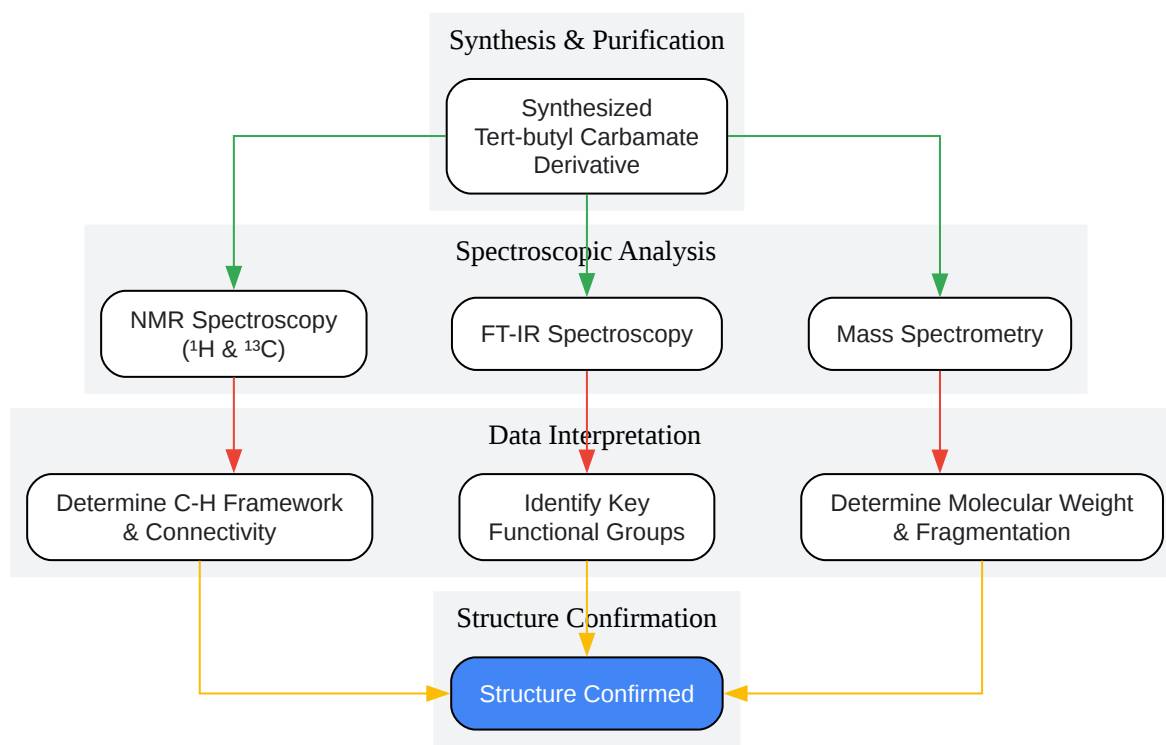 Synthesis & Purification
Synthesized
Tert-butyl Carbamate
Derivative
Spectroscopic Analysis
NMR Spectroscopy
(¹H & ¹³C)
FT-IR Spectroscopy
Mass Spectrometry
Data Interpretation
Determine C-H Framework
& Connectivity
Identify Key
Functional Groups
Determine Molecular Weight
& Fragmentation
Structure Confirmation
Structure Confirmed